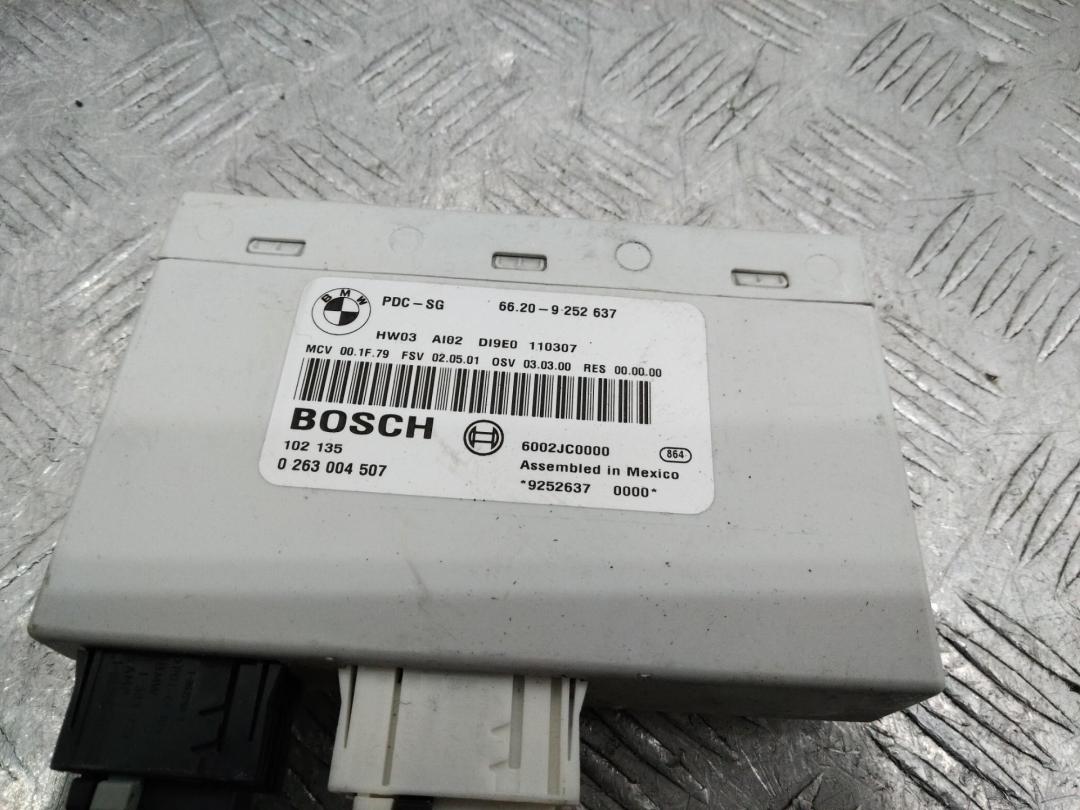 BMW
PDC-SG 66.20-9 252 637
HW03 AI02 DI9E0 110307
MCV 00.1F.79 FSV 02.05.01 OSV 03.03.00 RES 00.00.00
BOSCH
102 135 6002JC0000 864
0 263 004 507 Assembled in Mexico
*9252637 0000*